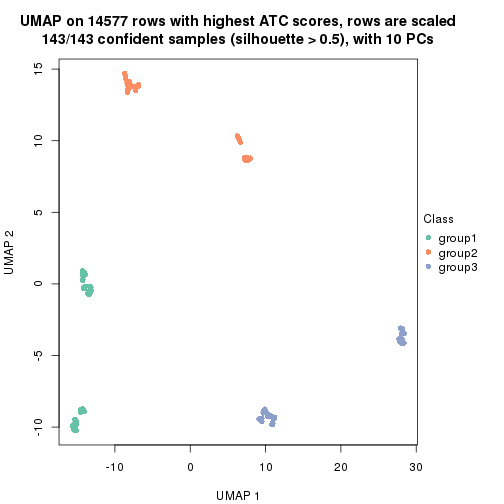 UMAP on 14577 rows with highest ATC scores, rows are scaled
143/143 confident samples (silhouette > 0.5), with 10 PCs
15
10
5
0
-5
-10
UMAP 2
-10
0
10
20
30
UMAP 1
Class
group1
group2
group3